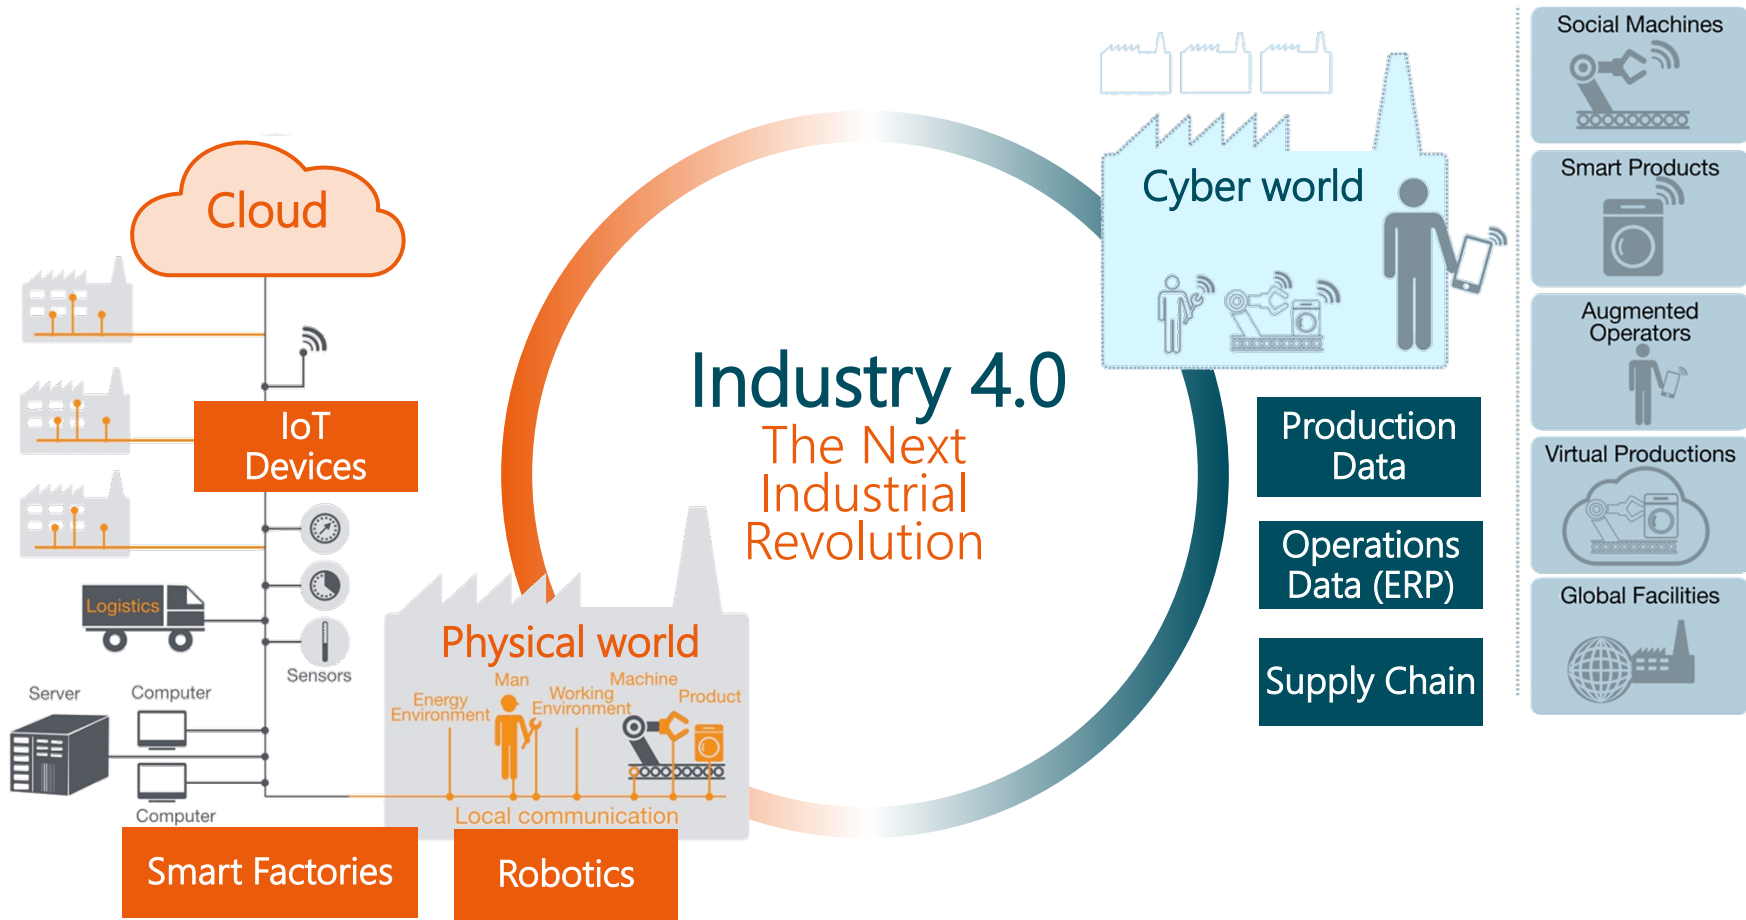 Cloud
IoT
Devices
Logistics
Sensors
Server
Computer
Computer
Smart Factories
Physical world
Man
Machine
Energy
Environment
Working
Environment
Product
Local communication
Robotics
Industry 4.0
The Next
Industrial
Revolution
Cyber world
Production
Data
Operations
Data (ERP)
Supply Chain
Social Machines
Smart Products
Augmented
Operators
Virtual Productions
Global Facilities